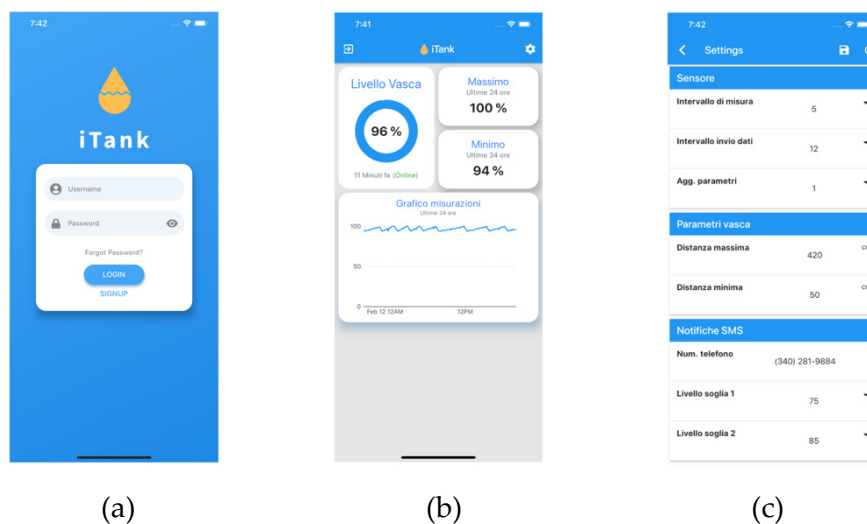 7:42
iTank
Username
Password
Forgot Password?
LOGIN
SIGNUP
(a)
7:41
iTank
Livello Vasca
96 %
11 Minuti fa (Online)
Massimo
Ultime 24 ore
100 %
Minimo
Ultime 24 ore
94 %
Grafico misurazioni
Ultime 24 ore
100
50
0
Feb 12 12AM 12PM
(b)
7:42
Settings
Sensore
Intervallo di misura 5
Intervallo invio dati 12
Agg. parametri 1
Parametri vasca
Distanza massima 420
Distanza minima 50
Notifiche SMS
Num. telefono (340) 281-9884
Livello soglia 1 75
Livello soglia 2 85
(c)